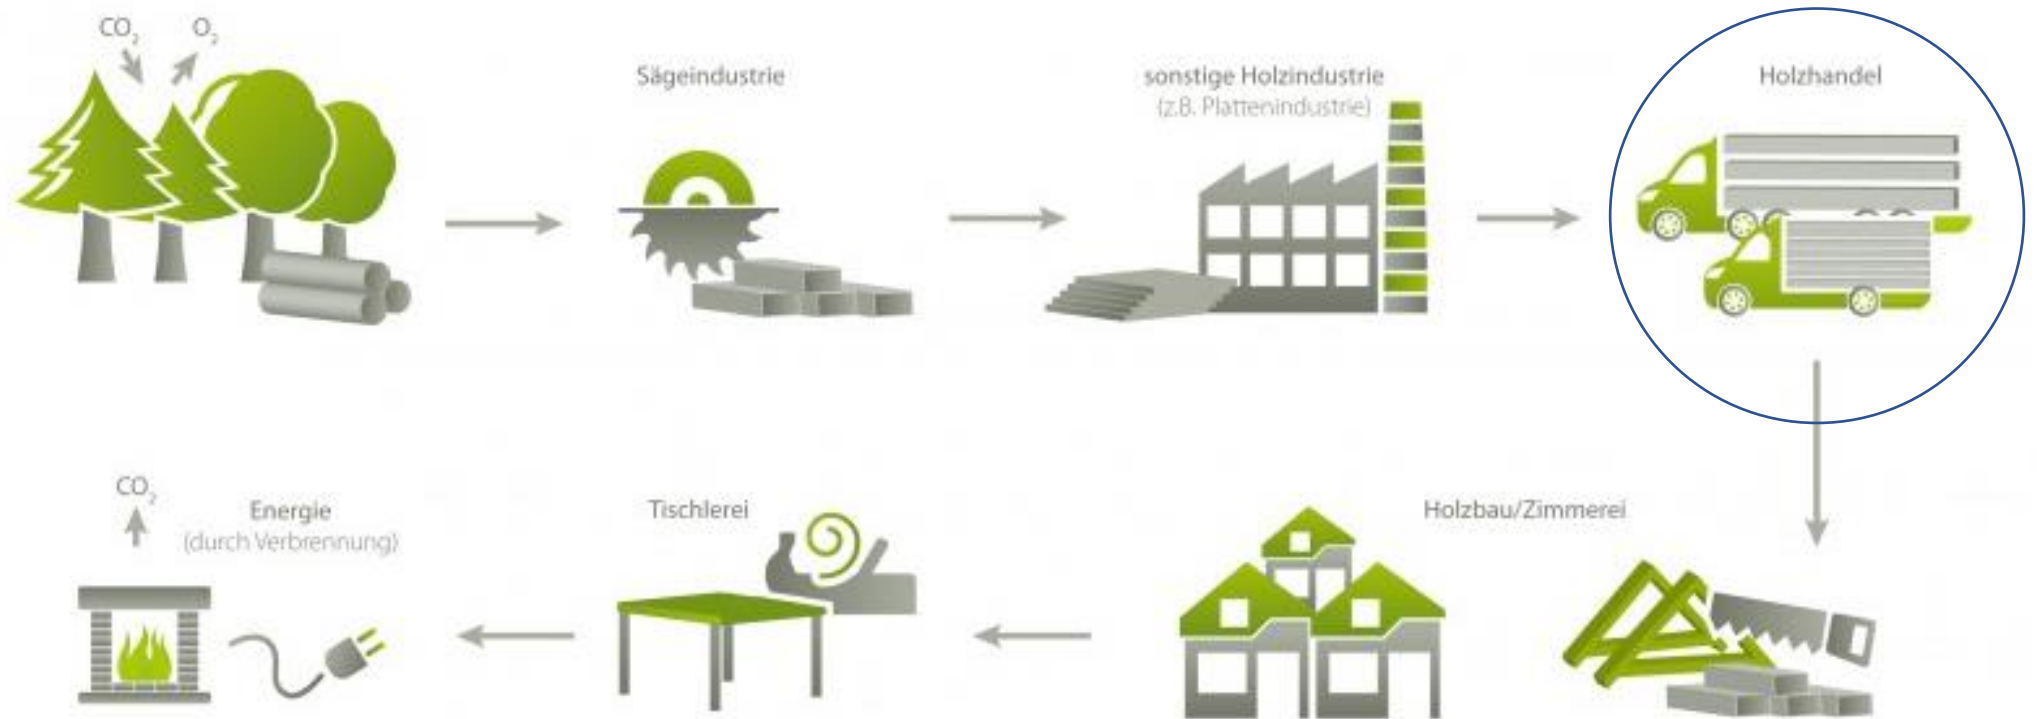 CO₂
O₂
Sägeindustrie
sonstige Holzindustrie
(z.B. Plattenindustrie)
Holzhandel
CO₂
Energie
(durch Verbrennung)
Tischlerei
Holzbau/Zimmerei